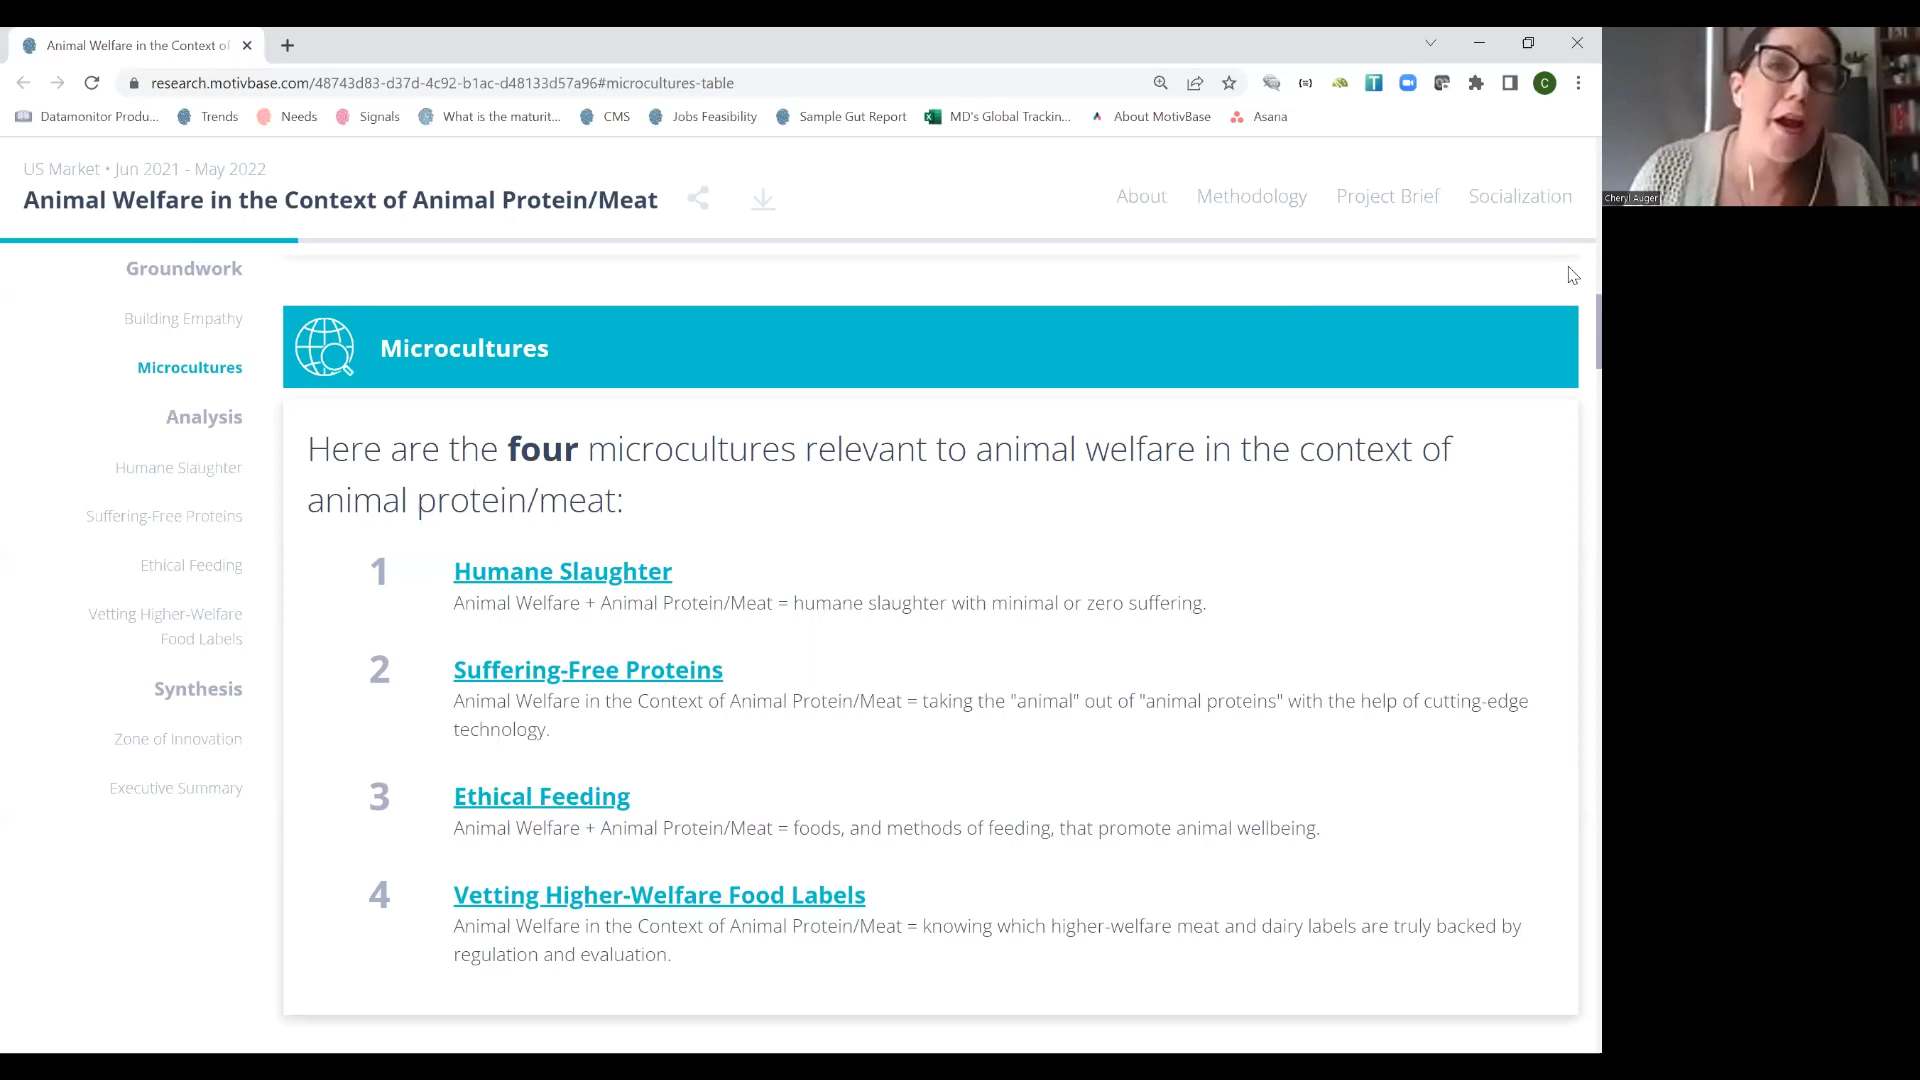 Animal Welfare in the Context of
research.motivbase.com/48743d83-d37d-4c92-b1ac-d48133d57a96#microcultures-table
Datamonitor Produ... Trends Needs Signals What is the maturit... CMS Jobs Feasibility Sample Gut Report MD's Global Trackin... About MotivBase Asana
US Market • Jun 2021 - May 2022
Animal Welfare in the Context of Animal Protein/Meat
About Methodology Project Brief Socialization
Cheryl Auger
Groundwork
Building Empathy
Microcultures
Analysis
Humane Slaughter
Suffering-Free Proteins
Ethical Feeding
Vetting Higher-Welfare
Food Labels
Synthesis
Zone of Innovation
Executive Summary
Microcultures
Here are the four microcultures relevant to animal welfare in the context of
animal protein/meat:
1 Humane Slaughter
Animal Welfare + Animal Protein/Meat = humane slaughter with minimal or zero suffering.
2 Suffering-Free Proteins
Animal Welfare in the Context of Animal Protein/Meat = taking the "animal" out of "animal proteins" with the help of cutting-edge
technology.
3 Ethical Feeding
Animal Welfare + Animal Protein/Meat = foods, and methods of feeding, that promote animal wellbeing.
4 Vetting Higher-Welfare Food Labels
Animal Welfare in the Context of Animal Protein/Meat = knowing which higher-welfare meat and dairy labels are truly backed by
regulation and evaluation.